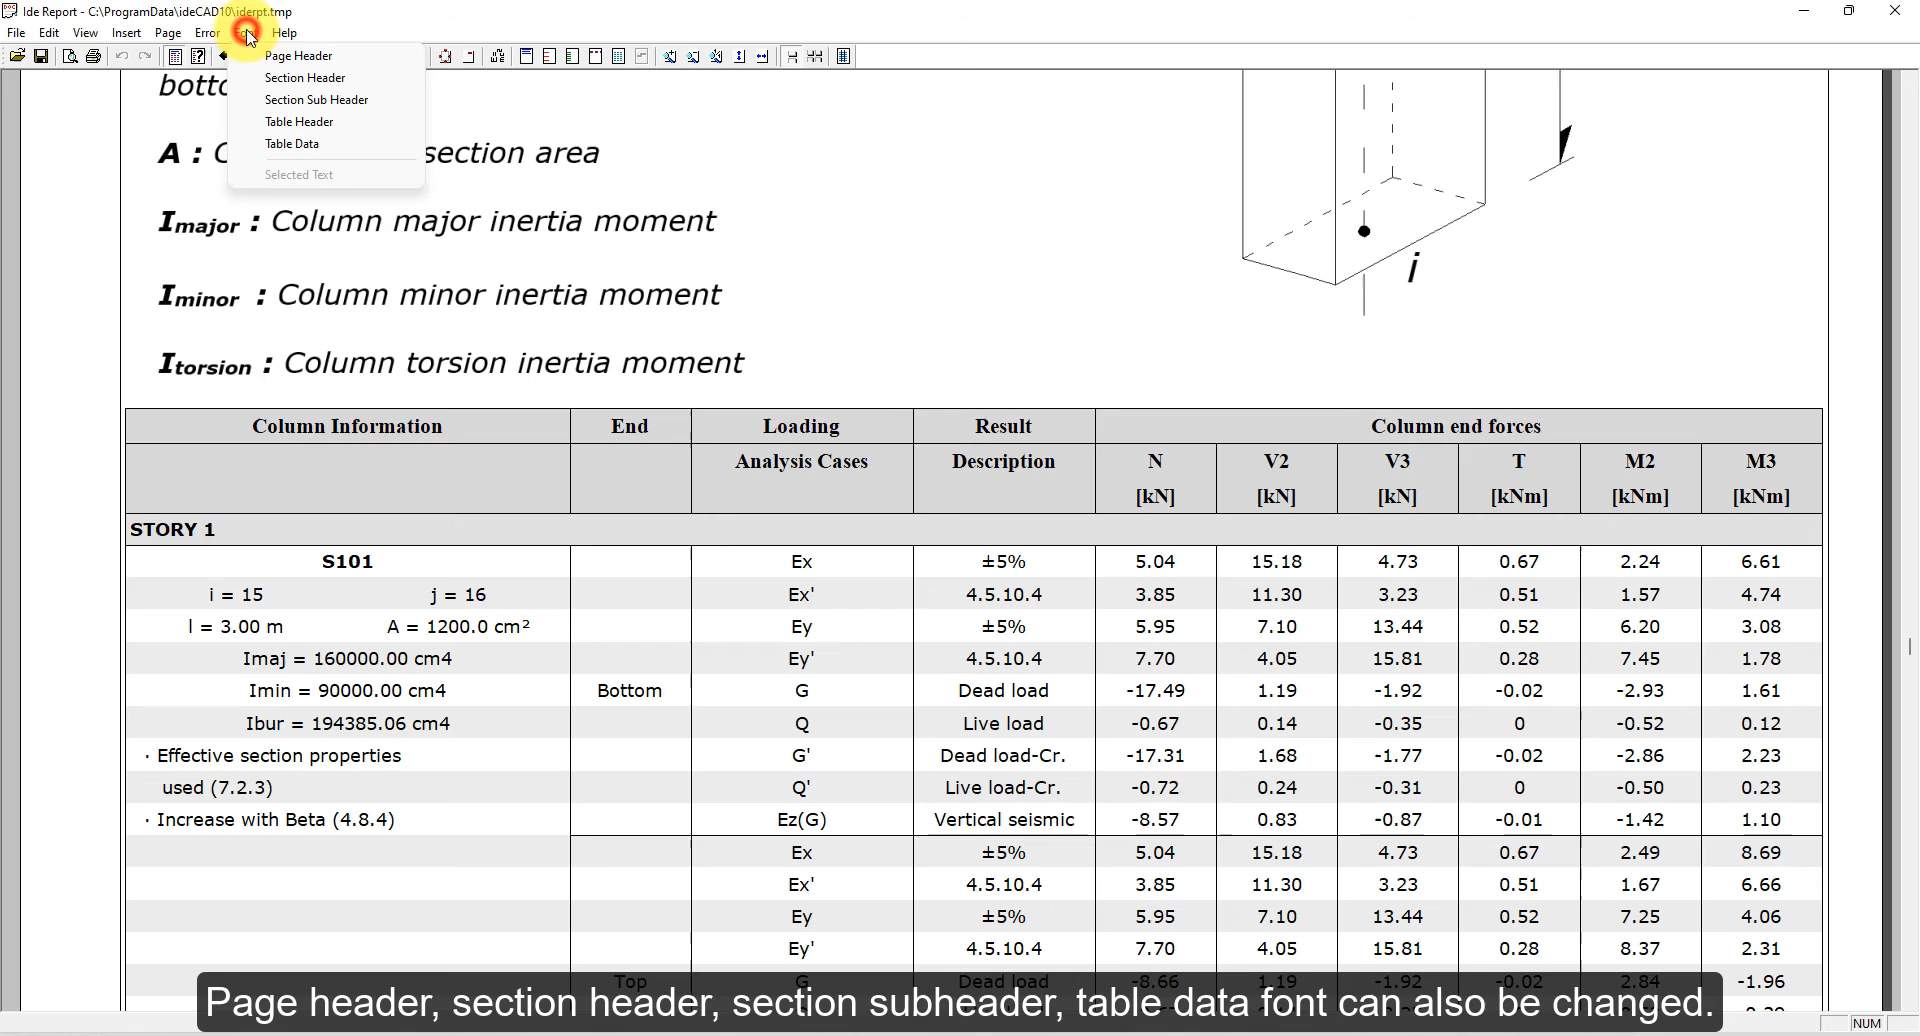 Ide Report - C:\ProgramData\ideCAD10\iderpt.tmp
File Edit View Insert Page Error Help
Page Header
Section Header
Section Sub Header
Table Header
Table Data
Selected Text
A : section area
Imajor : Column major inertia moment
Iminor : Column minor inertia moment
Itorsion : Column torsion inertia moment
i
Column Information End Loading Result Column end forces
Analysis Cases Description N V2 V3 T M2 M3
[kN] [kN] [kN] [kNm] [kNm] [kNm]
STORY 1
S101 Ex ±5% 5.04 15.18 4.73 0.67 2.24 6.61
i = 15 j = 16 Ex' 4.5.10.4 3.85 11.30 3.23 0.51 1.57 4.74
l = 3.00 m A = 1200.0 cm² Ey ±5% 5.95 7.10 13.44 0.52 6.20 3.08
Imaj = 160000.00 cm4 Ey' 4.5.10.4 7.70 4.05 15.81 0.28 7.45 1.78
Imin = 90000.00 cm4 Bottom G Dead load -17.49 1.19 -1.92 -0.02 -2.93 1.61
Ibur = 194385.06 cm4 Q Live load -0.67 0.14 -0.35 0 -0.52 0.12
· Effective section properties G' Dead load-Cr. -17.31 1.68 -1.77 -0.02 -2.86 2.23
used (7.2.3) Q' Live load-Cr. -0.72 0.24 -0.31 0 -0.50 0.23
· Increase with Beta (4.8.4) Ez(G) Vertical seismic -8.57 0.83 -0.87 -0.01 -1.42 1.10
Ex ±5% 5.04 15.18 4.73 0.67 2.49 8.69
Ex' 4.5.10.4 3.85 11.30 3.23 0.51 1.67 6.66
Ey ±5% 5.95 7.10 13.44 0.52 7.25 4.06
Ey' 4.5.10.4 7.70 4.05 15.81 0.28 8.37 2.31
Top G Dead load -8.66 1.19 -1.92 -0.02 2.84 -1.96
Page header, section header, section subheader, table data font can also be changed.
NUM